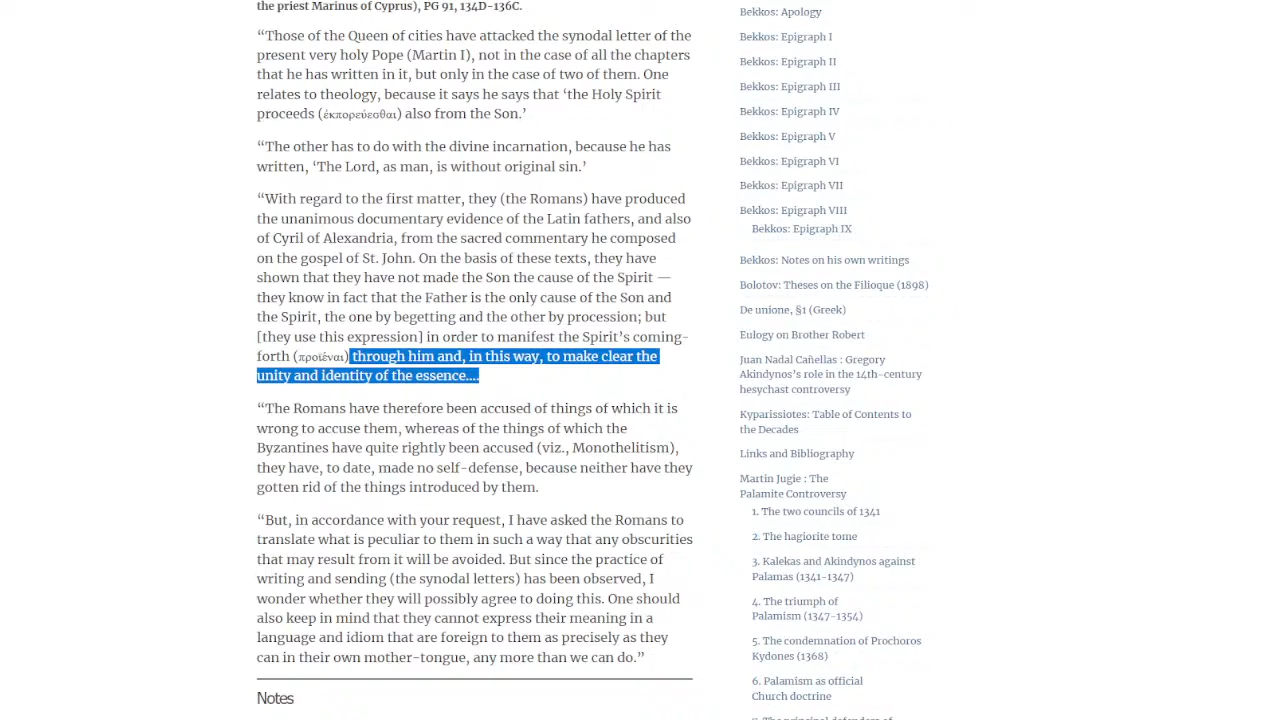 the priest Marinus of Cyprus), PG 91, 134D-136C.
“Those of the Queen of cities have attacked the synodal letter of the
present very holy Pope (Martin I), not in the case of all the chapters
that he has written in it, but only in the case of two of them. One
relates to theology, because it says he says that ‘the Holy Spirit
proceeds (ἐκπορεύεσθαι) also from the Son.’
“The other has to do with the divine incarnation, because he has
written, ‘The Lord, as man, is without original sin.’
“With regard to the first matter, they (the Romans) have produced
the unanimous documentary evidence of the Latin fathers, and also
of Cyril of Alexandria, from the sacred commentary he composed
on the gospel of St. John. On the basis of these texts, they have
shown that they have not made the Son the cause of the Spirit —
they know in fact that the Father is the only cause of the Son and
the Spirit, the one by begetting and the other by procession; but
[they use this expression] in order to manifest the Spirit’s coming-
forth (προϊέναι) through him and, in this way, to make clear the
unity and identity of the essence....
“The Romans have therefore been accused of things of which it is
wrong to accuse them, whereas of the things of which the
Byzantines have quite rightly been accused (viz., Monothelitism),
they have, to date, made no self-defense, because neither have they
gotten rid of the things introduced by them.
“But, in accordance with your request, I have asked the Romans to
translate what is peculiar to them in such a way that any obscurities
that may result from it will be avoided. But since the practice of
writing and sending (the synodal letters) has been observed, I
wonder whether they will possibly agree to doing this. One should
also keep in mind that they cannot express their meaning in a
language and idiom that are foreign to them as precisely as they
can in their own mother-tongue, any more than we can do.”
Notes
Bekkos: Apology
Bekkos: Epigraph I
Bekkos: Epigraph II
Bekkos: Epigraph III
Bekkos: Epigraph IV
Bekkos: Epigraph V
Bekkos: Epigraph VI
Bekkos: Epigraph VII
Bekkos: Epigraph VIII
Bekkos: Epigraph IX
Bekkos: Notes on his own writings
Bolotov: Theses on the Filioque (1898)
De unione, §1 (Greek)
Eulogy on Brother Robert
Juan Nadal Cañellas : Gregory
Akindynos’s role in the 14th-century
hesychast controversy
Kyparissiotes: Table of Contents to
the Decades
Links and Bibliography
Martin Jugie : The
Palamite Controversy
1. The two councils of 1341
2. The hagiorite tome
3. Kalekas and Akindynos against
Palamas (1341-1347)
4. The triumph of
Palamism (1347-1354)
5. The condemnation of Prochoros
Kydones (1368)
6. Palamism as official
Church doctrine